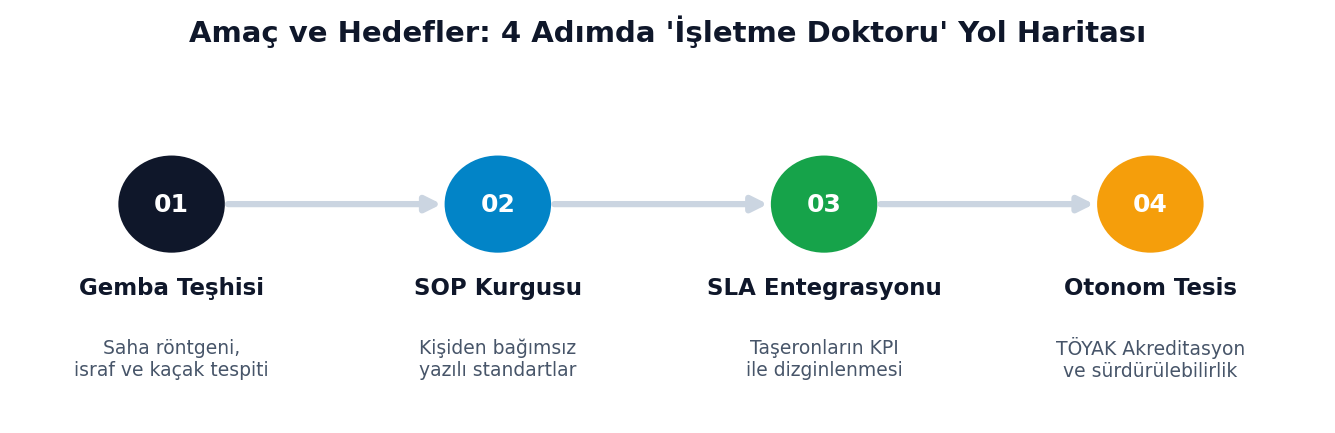 Amaç ve Hedefler: 4 Adımda 'İşletme Doktoru' Yol Haritası
01
02
03
04
Gemba Teşhisi
SOP Kurgusu
SLA Entegrasyonu
Otonom Tesis
Saha röntgeni,
israf ve kaçak tespiti
Kişiden bağımsız
yazılı standartlar
Taşeronların KPI
ile dizginlenmesi
TÖYAK Akreditasyon
ve sürdürülebilirlik